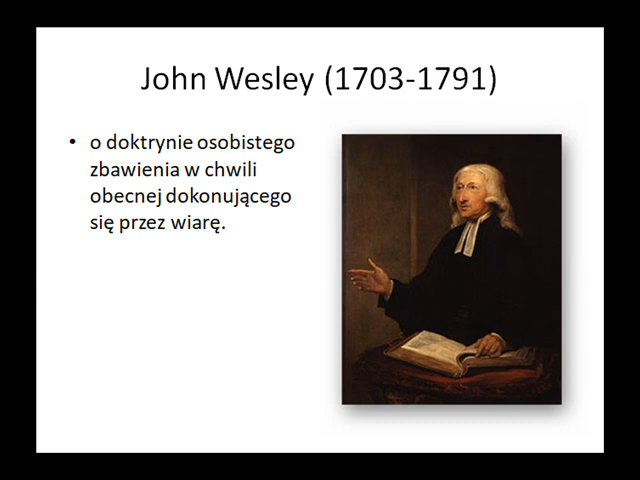 John Wesley (1703-1791)
• o doktrynie osobistego
zbawienia w chwili
obecnej dokonującego
się przez wiarę.